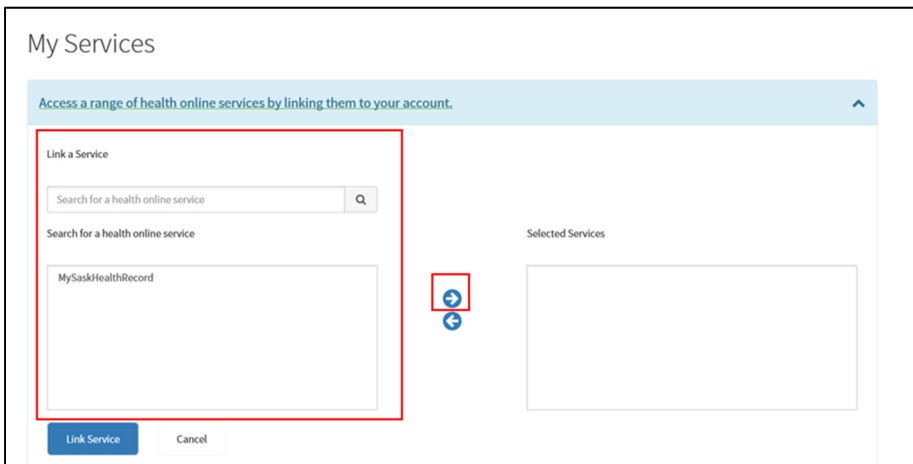 My Services
Access a range of health online services by linking them to your account.
Link a Service
Search for a health online service
Search for a health online service
Selected Services
MySaskHealthRecord
Link Service
Cancel